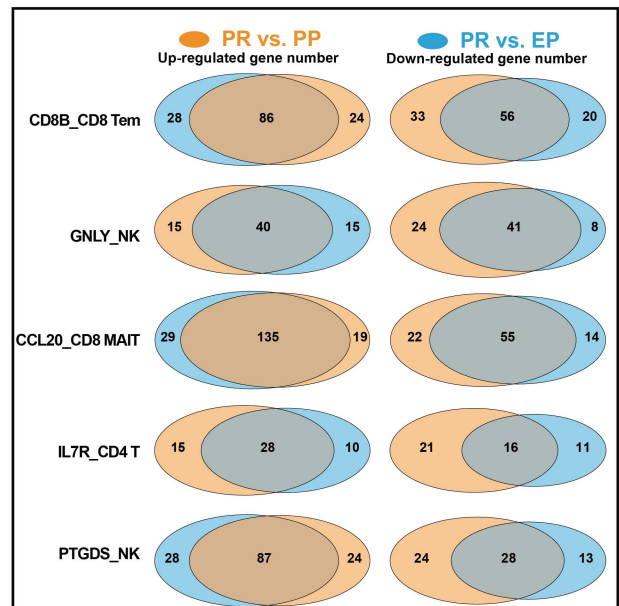 PR vs. PP PR vs. EP
Up-regulated gene number Down-regulated gene number
CD8B_CD8 Tem 28 86 24 33 56 20
GNLY_NK 15 40 15 24 41 8
CCL20_CD8 MAIT 29 135 19 22 55 14
IL7R_CD4 T 15 28 10 21 16 11
PTGDS_NK 28 87 24 24 28 13